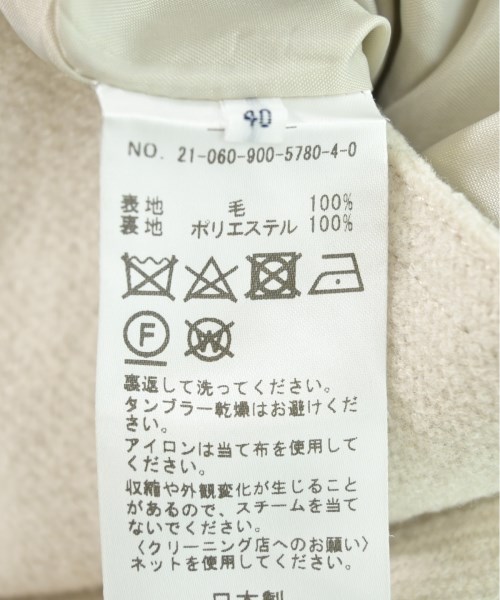 40
NO. 21-060-900-5780-4-0
表地 毛 100%
裏地 ポリエステル 100%
F
W
裏返して洗ってください。
タンブラー乾燥はお避けくだ
さい。
アイロンは当て布を使用して
ください。
収縮や外観変化が生じること
があるので、スチームを当て
ないでください。
〈クリーニング店へのお願い〉
ネットを使用してください。
日本製